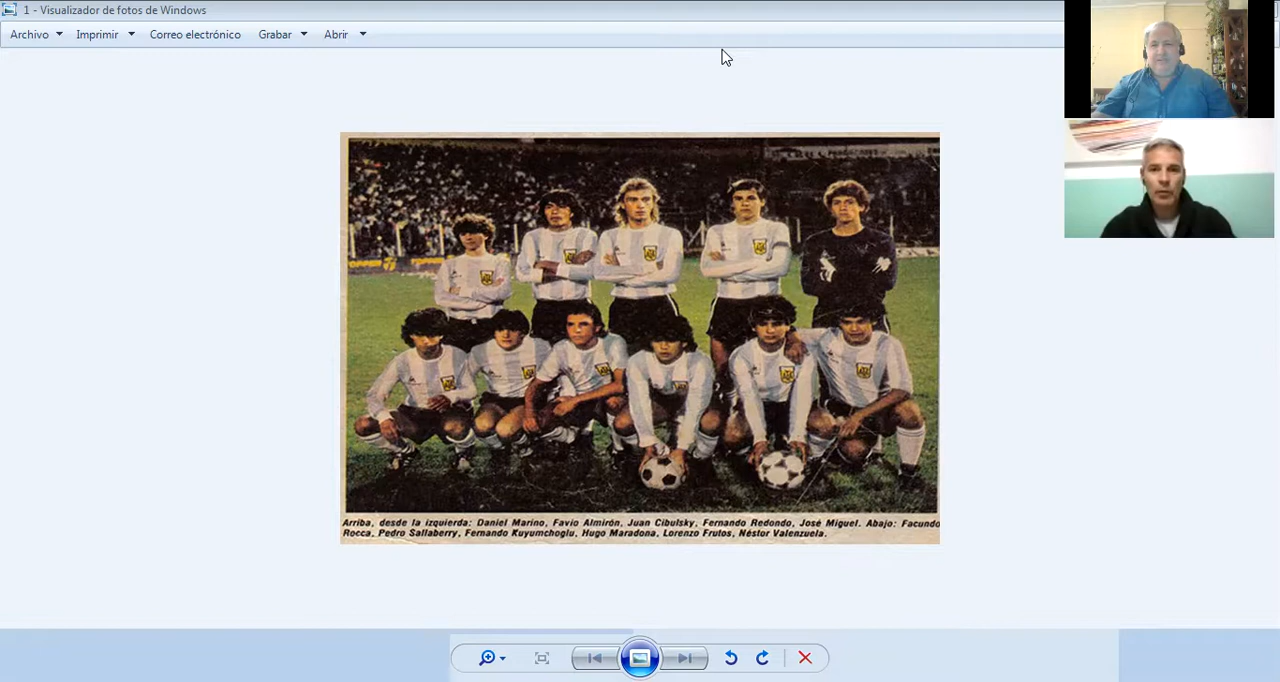 1 - Visualizador de fotos de Windows
Archivo Imprimir Correo electrónico Grabar Abrir
Arriba, desde la izquierda: Daniel Marino, Favio Almirón, Juan Cibulsky, Fernando Redondo, José Miguel. Abajo: Facundo
Rocca, Pedro Sallaberry, Fernando Kuyumchoglu, Hugo Maradona, Lorenzo Frutos, Néstor Valenzuela.